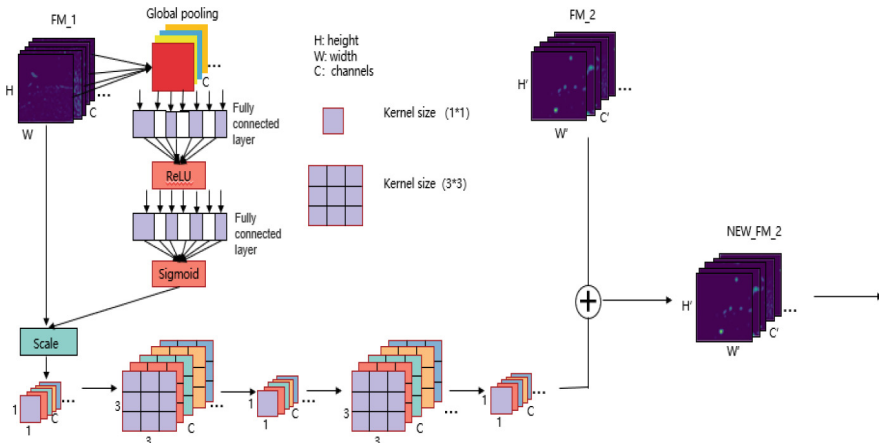 FM_1
Global pooling
FM_2
H: height
W: width
C: channels
H
W
C
...
C
...
H'
W'
C'
...
Fully
connected
layer
Kernel size (1*1)
ReLU
Kernel size (3*3)
Fully
connected
layer
Sigmoid
NEW_FM_2
H'
W'
C'
...
+
Scale
1
1
C
...
3
3
C
...
1
1
C
...
3
3
C
...
1
1
C
...